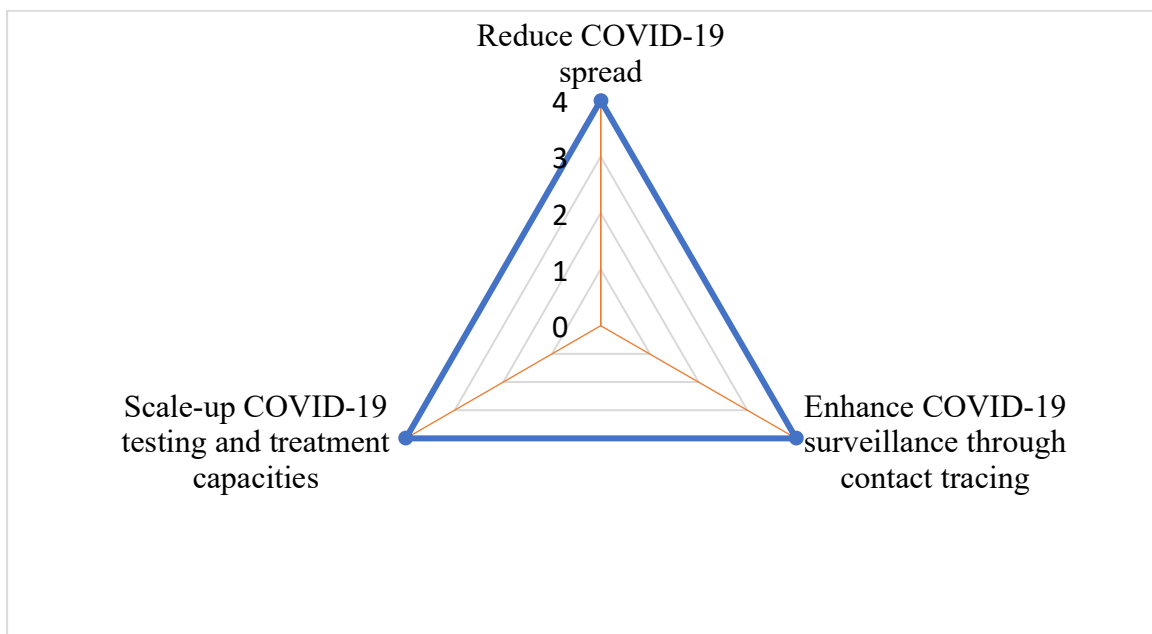 Reduce COVID-19
spread
4
3
2
1
0
Scale-up COVID-19
testing and treatment
capacities
Enhance COVID-19
surveillance through
contact tracing